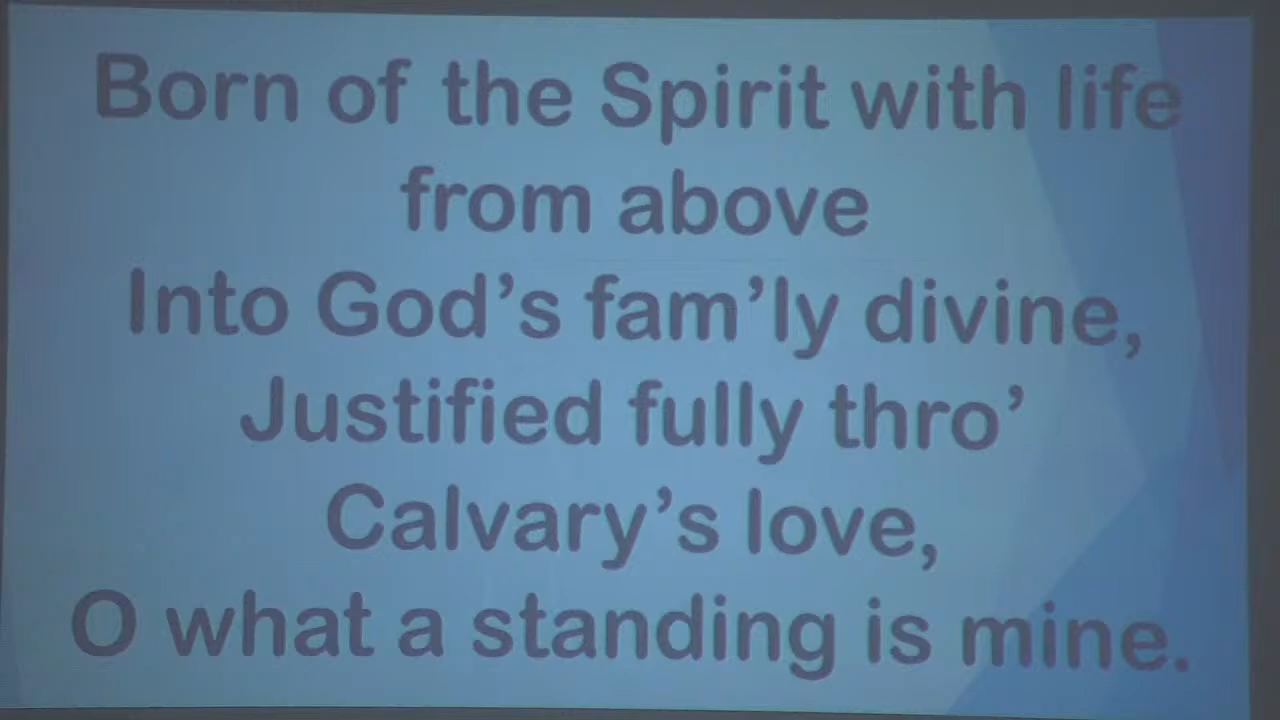 Born of the Spirit with life
from above
Into God’s fam’ly divine,
Justified fully thro’
Calvary’s love,
O what a standing is mine.